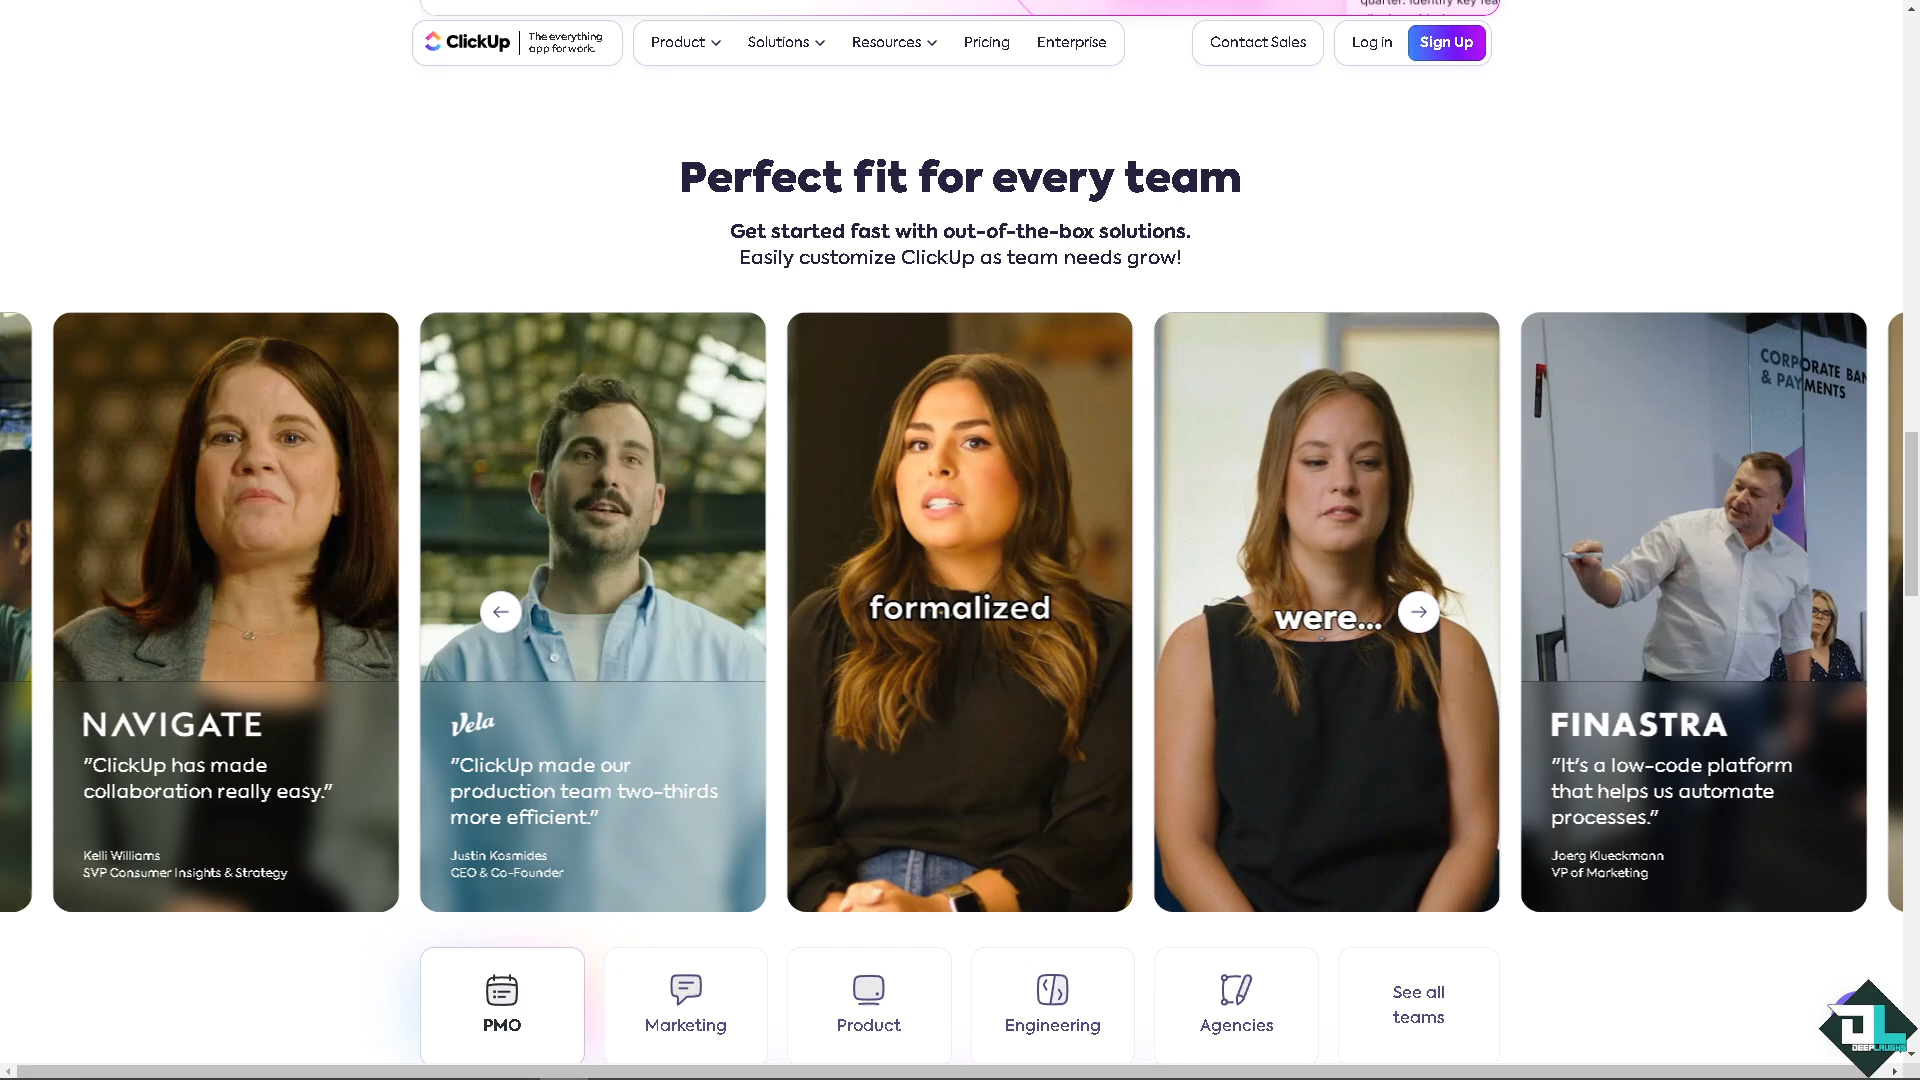 ClickUp
The everything
app for work.
Product
Solutions
Resources
Pricing
Enterprise
Contact Sales
Log in
Sign Up
Perfect fit for every team
Get started fast with out-of-the-box solutions.
Easily customize ClickUp as team needs grow!
NAVIGATE
"ClickUp has made
collaboration really easy."
Kelli Williams
SVP Consumer Insights & Strategy
Vela
"ClickUp made our
production team two-thirds
more efficient."
Justin Kosmides
CEO & Co-Founder
formalized
were...
CORPORATE BAN
& PAYMENTS
FINASTRA
"It's a low-code platform
that helps us automate
processes."
Joerg Klueckmann
VP of Marketing
PMO
Marketing
Product
Engineering
Agencies
See all
teams
DEEPLAUGHS